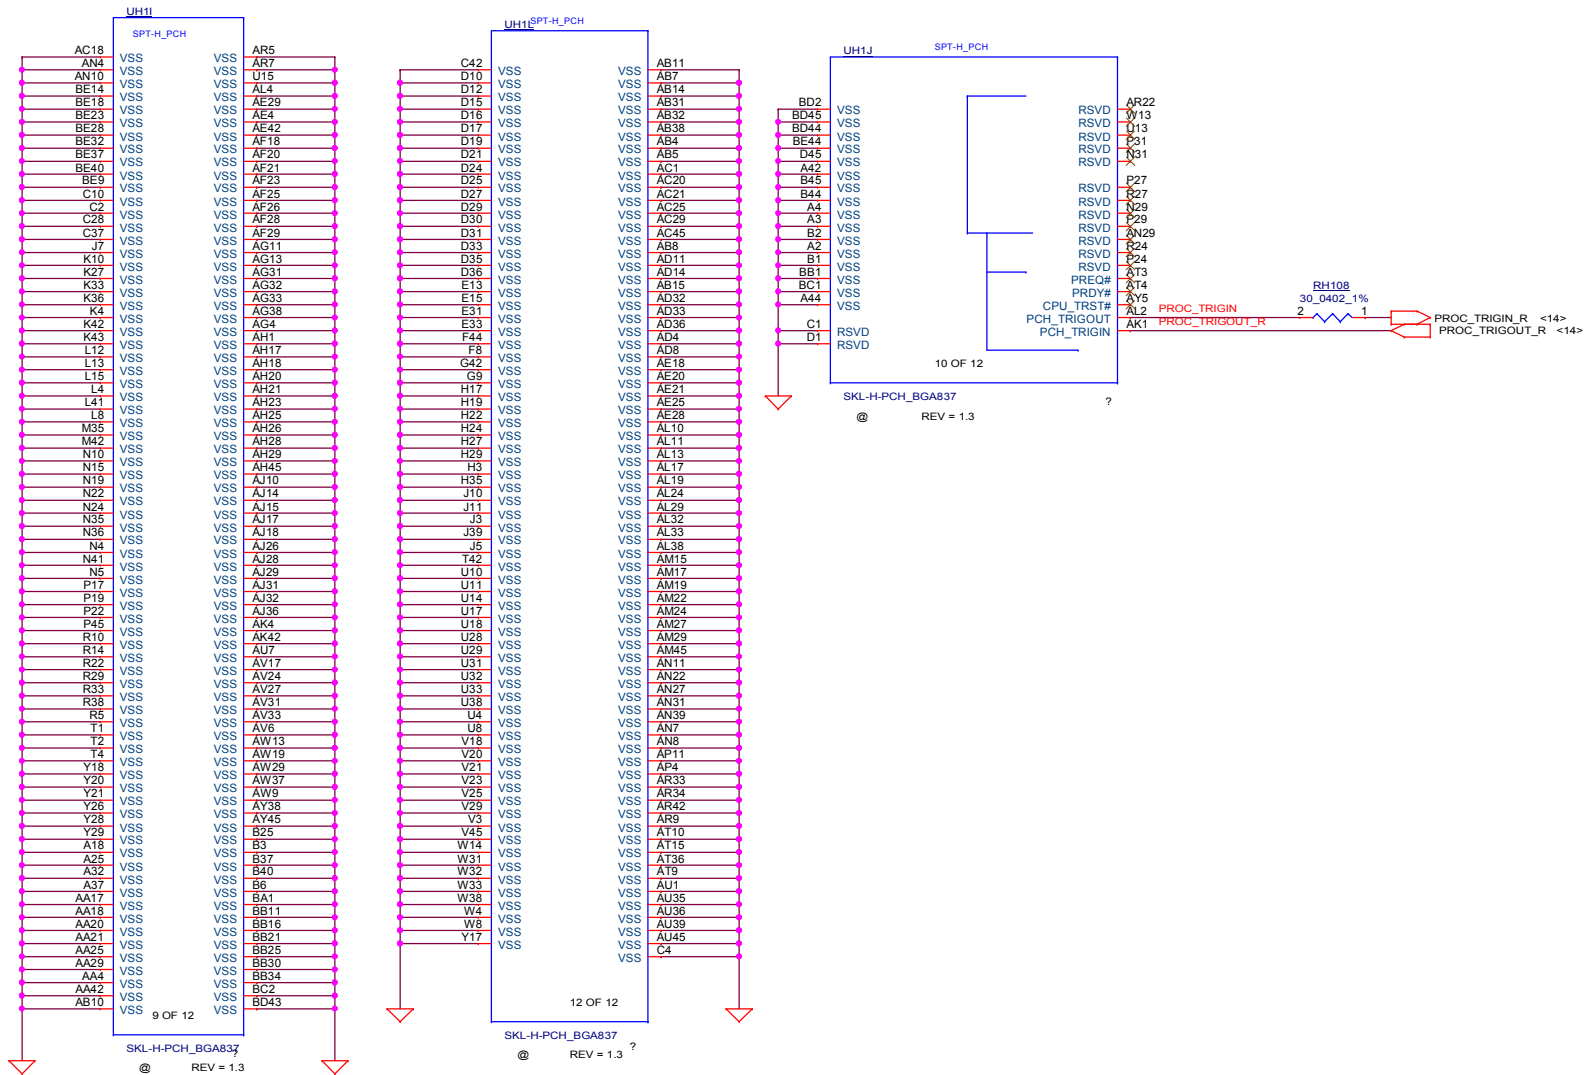 UH1I
SPT-H_PCH
AC18 VSS VSS AR5
AN4 VSS VSS AR7
AN10 VSS VSS U15
BE14 VSS VSS AL4
BE18 VSS VSS AE29
BE23 VSS VSS AE4
BE28 VSS VSS AE42
BE32 VSS VSS AF18
BE37 VSS VSS AF20
BE40 VSS VSS AF21
BE9 VSS VSS AF23
C10 VSS VSS AF25
C2 VSS VSS AF26
C28 VSS VSS AF28
C37 VSS VSS AF29
J7 VSS VSS AG11
K10 VSS VSS AG13
K27 VSS VSS AG31
K33 VSS VSS AG32
K36 VSS VSS AG33
K4 VSS VSS AG38
K42 VSS VSS AG4
K43 VSS VSS AH1
L12 VSS VSS AH17
L13 VSS VSS AH18
L15 VSS VSS AH20
L4 VSS VSS AH21
L41 VSS VSS AH23
L8 VSS VSS AH25
M35 VSS VSS AH26
M42 VSS VSS AH28
N10 VSS VSS AH29
N15 VSS VSS AH45
N19 VSS VSS AJ10
N22 VSS VSS AJ14
N24 VSS VSS AJ15
N35 VSS VSS AJ17
N36 VSS VSS AJ18
N4 VSS VSS AJ26
N41 VSS VSS AJ28
N5 VSS VSS AJ29
P17 VSS VSS AJ31
P19 VSS VSS AJ32
P22 VSS VSS AJ36
P45 VSS VSS AK4
R10 VSS VSS AK42
R14 VSS VSS AU7
R22 VSS VSS AV17
R29 VSS VSS AV24
R33 VSS VSS AV27
R38 VSS VSS AV31
R5 VSS VSS AV33
T1 VSS VSS AV6
T2 VSS VSS AW13
T4 VSS VSS AW19
Y18 VSS VSS AW29
Y20 VSS VSS AW37
Y21 VSS VSS AW9
Y26 VSS VSS AY38
Y28 VSS VSS AY45
Y29 VSS VSS B25
A18 VSS VSS B3
A25 VSS VSS B37
A32 VSS VSS B40
A37 VSS VSS B6
AA17 VSS VSS BA1
AA18 VSS VSS BB11
AA20 VSS VSS BB16
AA21 VSS VSS BB21
AA25 VSS VSS BB25
AA29 VSS VSS BB30
AA4 VSS VSS BB34
AA42 VSS VSS BC2
AB10 VSS VSS BD43
9 OF 12
SKL-H-PCH_BGA837
?
@ REV = 1.3
UH1L
SPT-H_PCH
C42 VSS VSS AB11
D10 VSS VSS AB7
D12 VSS VSS AB14
D15 VSS VSS AB31
D16 VSS VSS AB32
D17 VSS VSS AB38
D19 VSS VSS AB4
D21 VSS VSS AB5
D24 VSS VSS AC1
D25 VSS VSS AC20
D27 VSS VSS AC21
D29 VSS VSS AC25
D30 VSS VSS AC29
D31 VSS VSS AC45
D33 VSS VSS AB8
D35 VSS VSS AD11
D36 VSS VSS AD14
E13 VSS VSS AB15
E15 VSS VSS AD32
E31 VSS VSS AD33
E33 VSS VSS AD36
F44 VSS VSS AD4
F8 VSS VSS AD8
G42 VSS VSS AE18
G9 VSS VSS AE20
H17 VSS VSS AE21
H19 VSS VSS AE25
H22 VSS VSS AE28
H24 VSS VSS AL10
H27 VSS VSS AL11
H29 VSS VSS AL13
H3 VSS VSS AL17
H35 VSS VSS AL19
J10 VSS VSS AL24
J11 VSS VSS AL29
J3 VSS VSS AL32
J39 VSS VSS AL33
J5 VSS VSS AL38
T42 VSS VSS AM15
U10 VSS VSS AM17
U11 VSS VSS AM19
U14 VSS VSS AM22
U17 VSS VSS AM24
U18 VSS VSS AM27
U28 VSS VSS AM29
U29 VSS VSS AM45
U31 VSS VSS AN11
U32 VSS VSS AN22
U33 VSS VSS AN27
U38 VSS VSS AN31
U4 VSS VSS AN39
U8 VSS VSS AN7
V18 VSS VSS AN8
V20 VSS VSS AP11
V21 VSS VSS AP4
V23 VSS VSS AR33
V25 VSS VSS AR34
V29 VSS VSS AR42
V3 VSS VSS AR9
V45 VSS VSS AT10
W14 VSS VSS AT15
W31 VSS VSS AT36
W32 VSS VSS AT9
W33 VSS VSS AU1
W38 VSS VSS AU35
W4 VSS VSS AU36
W8 VSS VSS AU39
Y17 VSS VSS AU45
VSS C4
12 OF 12
SKL-H-PCH_BGA837
?
@ REV = 1.3
UH1J
SPT-H_PCH
BD2 VSS RSVD AR22
BD45 VSS RSVD W13
BD44 VSS RSVD U13
BE44 VSS RSVD P31
D45 VSS RSVD N31
A42 VSS
B45 VSS RSVD P27
B44 VSS RSVD R27
A4 VSS RSVD N29
A3 VSS RSVD P29
B2 VSS RSVD AN29
A2 VSS RSVD R24
B1 VSS RSVD P24
BB1 VSS PREQ# AT3
BC1 VSS PRDY# AT4
A44 VSS CPU_TRST# AY5
PCH_TRIGOUT AL2 PROC_TRIGIN
C1 RSVD PCH_TRIGIN AK1 PROC_TRIGOUT_R
D1 RSVD
RH108
30_0402_1%
2 1
PROC_TRIGIN_R <14>
PROC_TRIGOUT_R <14>
10 OF 12
SKL-H-PCH_BGA837
?
@ REV = 1.3